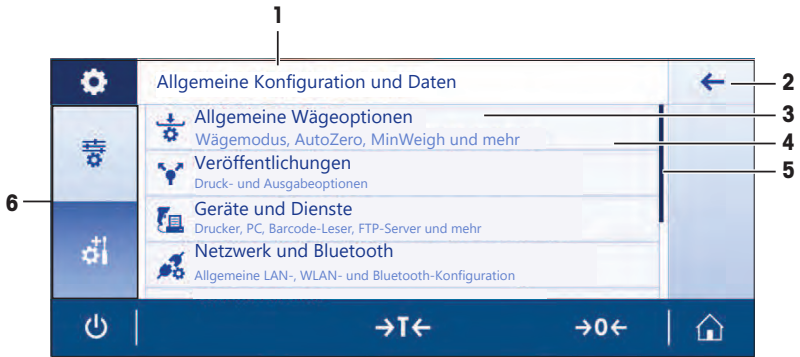 1
Allgemeine Konfiguration und Daten
2
Allgemeine Wägeoptionen
3
Wägemodus, AutoZero, MinWeigh und mehr
4
Veröffentlichungen
5
Druck- und Ausgabeoptionen
6
Geräte und Dienste
Drucker, PC, Barcode-Leser, FTP-Server und mehr
Netzwerk und Bluetooth
Allgemeine LAN-, WLAN- und Bluetooth-Konfiguration
→T←
→0←